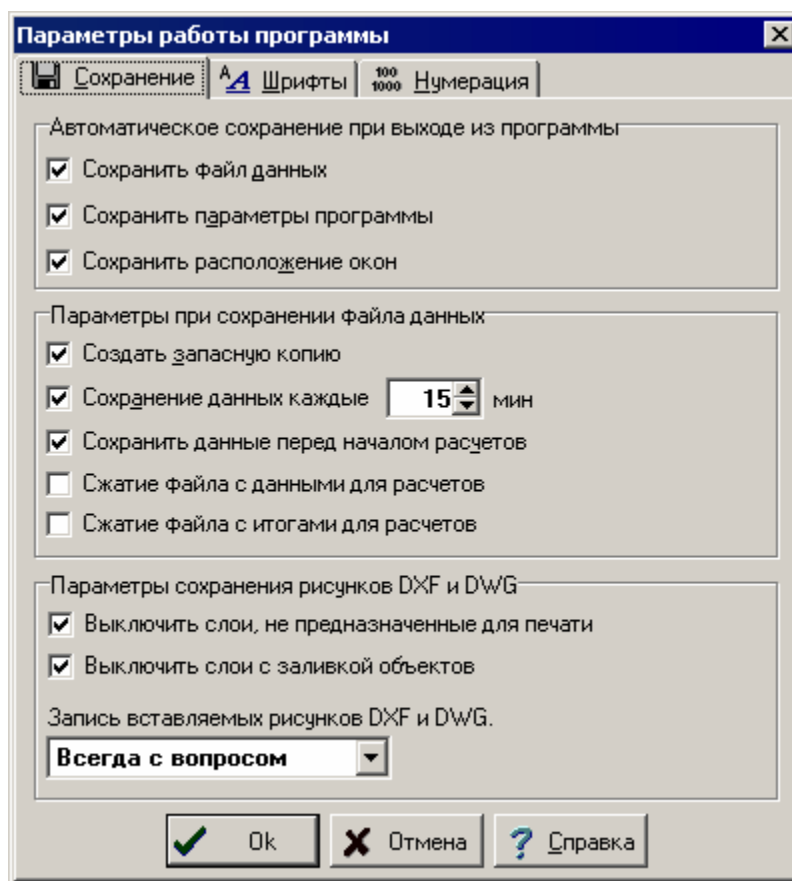 Параметры работы программы
Сохранение AA Шрифты 100 1000 Нумерация
Автоматическое сохранение при выходе из программы
Сохранить файл данных
Сохранить параметры программы
Сохранить расположение окон
Параметры при сохранении файла данных
Создать запасную копию
Сохранение данных каждые 15 мин
Сохранить данные перед началом расчетов
Сжатие файла с данными для расчетов
Сжатие файла с итогами для расчетов
Параметры сохранения рисунков DXF и DWG
Выключить слои, не предназначенные для печати
Выключить слои с заливкой объектов
Запись вставляемых рисунков DXF и DWG.
Всегда с вопросом
Ok Отмена ? Справка